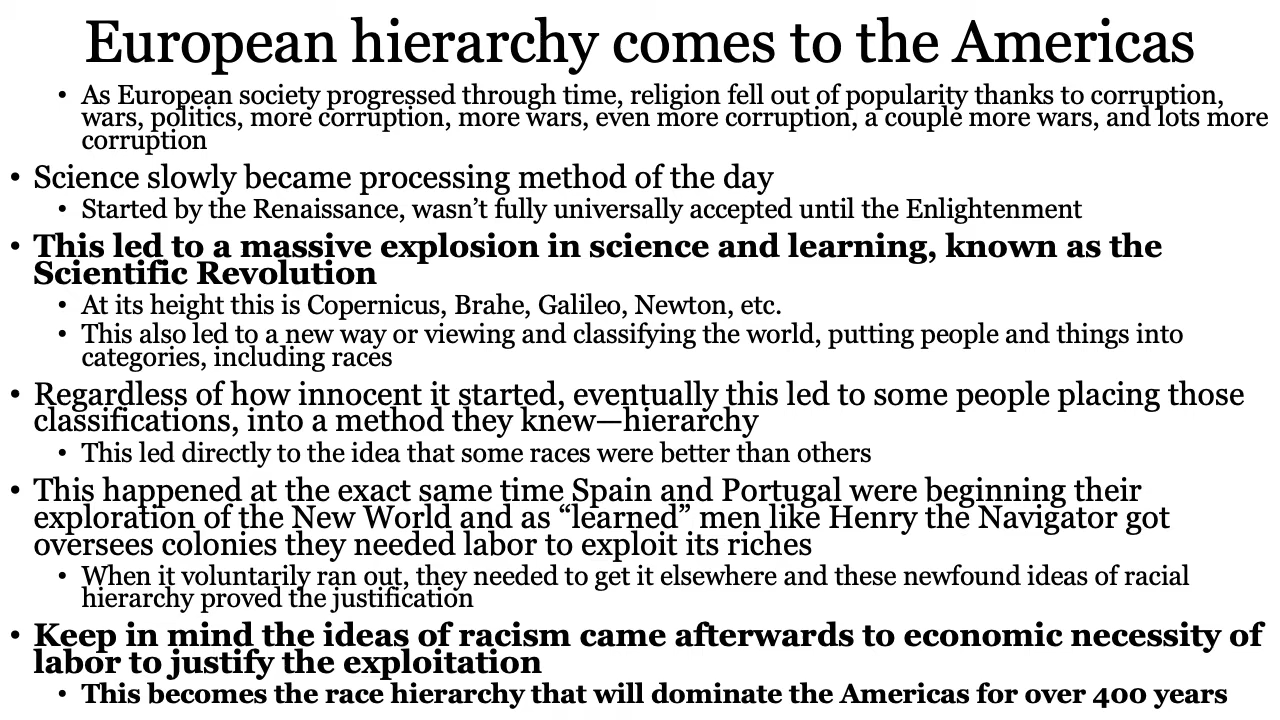 European hierarchy comes to the Americas
• As European society progressed through time, religion fell out of popularity thanks to corruption,
wars, politics, more corruption, more wars, even more corruption, a couple more wars, and lots more
corruption
• Science slowly became processing method of the day
• Started by the Renaissance, wasn’t fully universally accepted until the Enlightenment
• This led to a massive explosion in science and learning, known as the
Scientific Revolution
• At its height this is Copernicus, Brahe, Galileo, Newton, etc.
• This also led to a new way or viewing and classifying the world, putting people and things into
categories, including races
• Regardless of how innocent it started, eventually this led to some people placing those
classifications, into a method they knew—hierarchy
• This led directly to the idea that some races were better than others
• This happened at the exact same time Spain and Portugal were beginning their
exploration of the New World and as “learned” men like Henry the Navigator got
oversees colonies they needed labor to exploit its riches
• When it voluntarily ran out, they needed to get it elsewhere and these newfound ideas of racial
hierarchy proved the justification
• Keep in mind the ideas of racism came afterwards to economic necessity of
labor to justify the exploitation
• This becomes the race hierarchy that will dominate the Americas for over 400 years